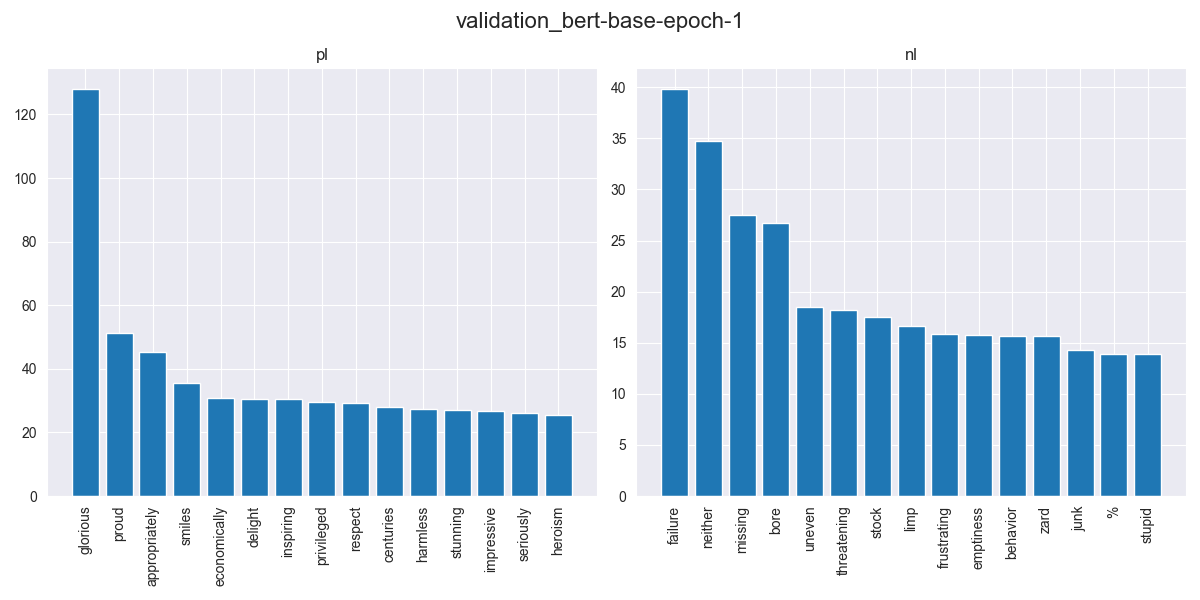 validation_bert-base-epoch-1
pl
120
100
80
60
40
20
0
glorious
proud
appropriately
smiles
economically
delight
inspiring
privileged
respect
centuries
harmless
stunning
impressive
seriously
heroism
nl
40
35
30
25
20
15
10
5
0
failure
neither
missing
bore
uneven
threatening
stock
limp
frustrating
emptiness
behavior
zard
junk
%
stupid